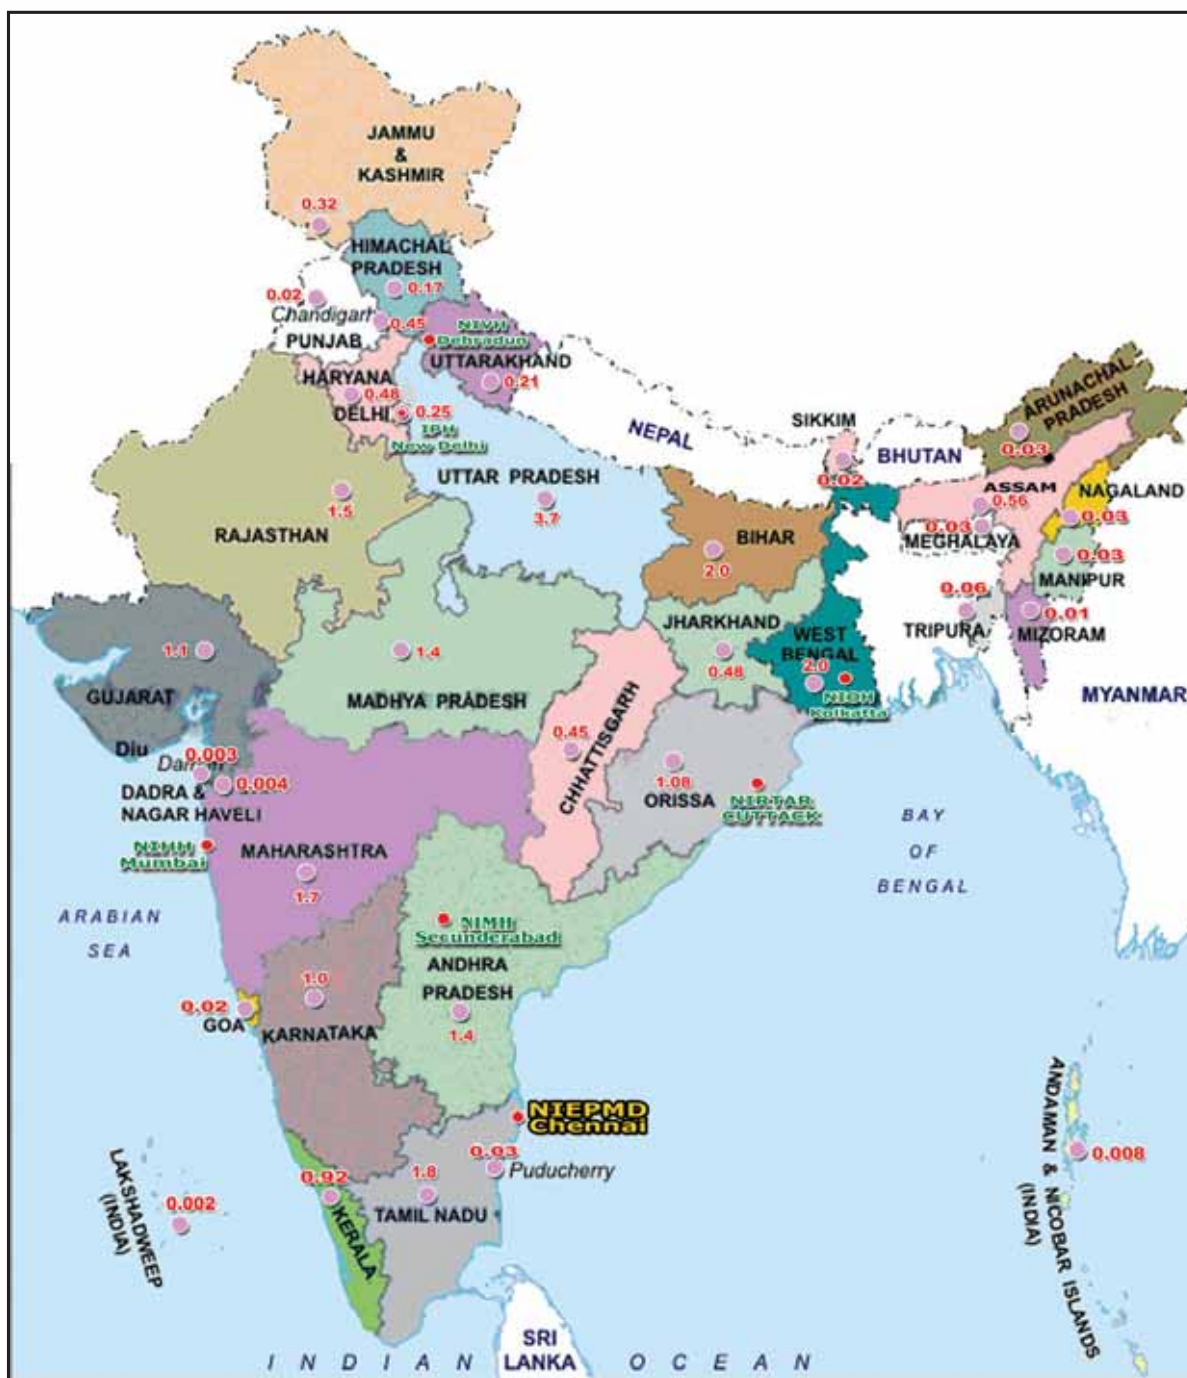 JAMMU
&
KASHMIR
0.32
HIMACHAL
PRADESH
0.17
0.02
Chandigarh
0.45
PUNJAB
NIVH
Dehradun
UTTARAKHAND
0.21
HARYANA
0.48
DELHI
0.25
IPH
New Delhi
NEPAL
SIKKIM
0.02
BHUTAN
ARUNACHAL
PRADESH
0.03
ASSAM
0.56
NAGALAND
0.03
0.03
MEGHALAYA
0.03
MANIPUR
UTTAR PRADESH
3.7
1.5
RAJASTHAN
BIHAR
2.0
0.06
TRIPURA
0.01
MIZORAM
JHARKHAND
0.48
WEST
BENGAL
2.0
NIOH
Kolkatta
MYANMAR
1.1
GUJARAT
1.4
MADHYA PRADESH
Diu
0.003
0.004
DADRA &
NAGAR HAVELI
0.45
CHHATTISGARH
1.08
ORISSA
NIRTAR
CUTTACK
NIHH
Mumbai
MAHARASHTRA
1.7
BAY
OF
BENGAL
ARABIAN
SEA
NIMH
Secunderabad
ANDHRA
PRADESH
1.4
1.0
KARNATAKA
0.02
GOA
NIEPMD
Chennai
0.03
Puducherry
1.8
TAMIL NADU
0.92
KERALA
LAKSHADWEEP
(INDIA)
0.002
ANDAMAN & NICOBAR ISLANDS
(INDIA)
0.008
SRI
LANKA
INDIAN OCEAN